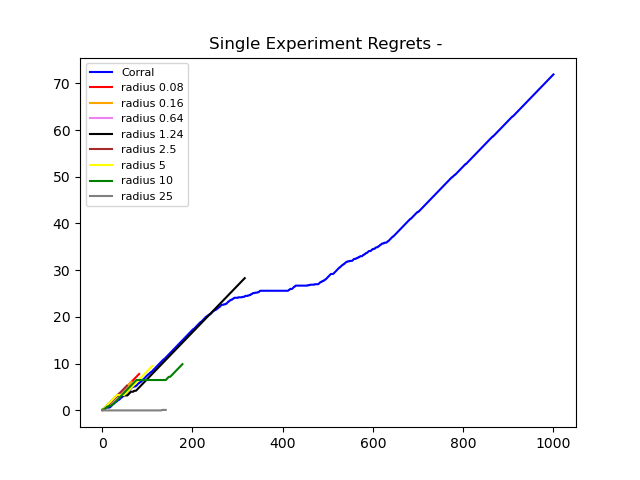 Single Experiment Regrets -
Corral
radius 0.08
radius 0.16
radius 0.64
radius 1.24
radius 2.5
radius 5
radius 10
radius 25
70
60
50
40
30
20
10
0
0 200 400 600 800 1000